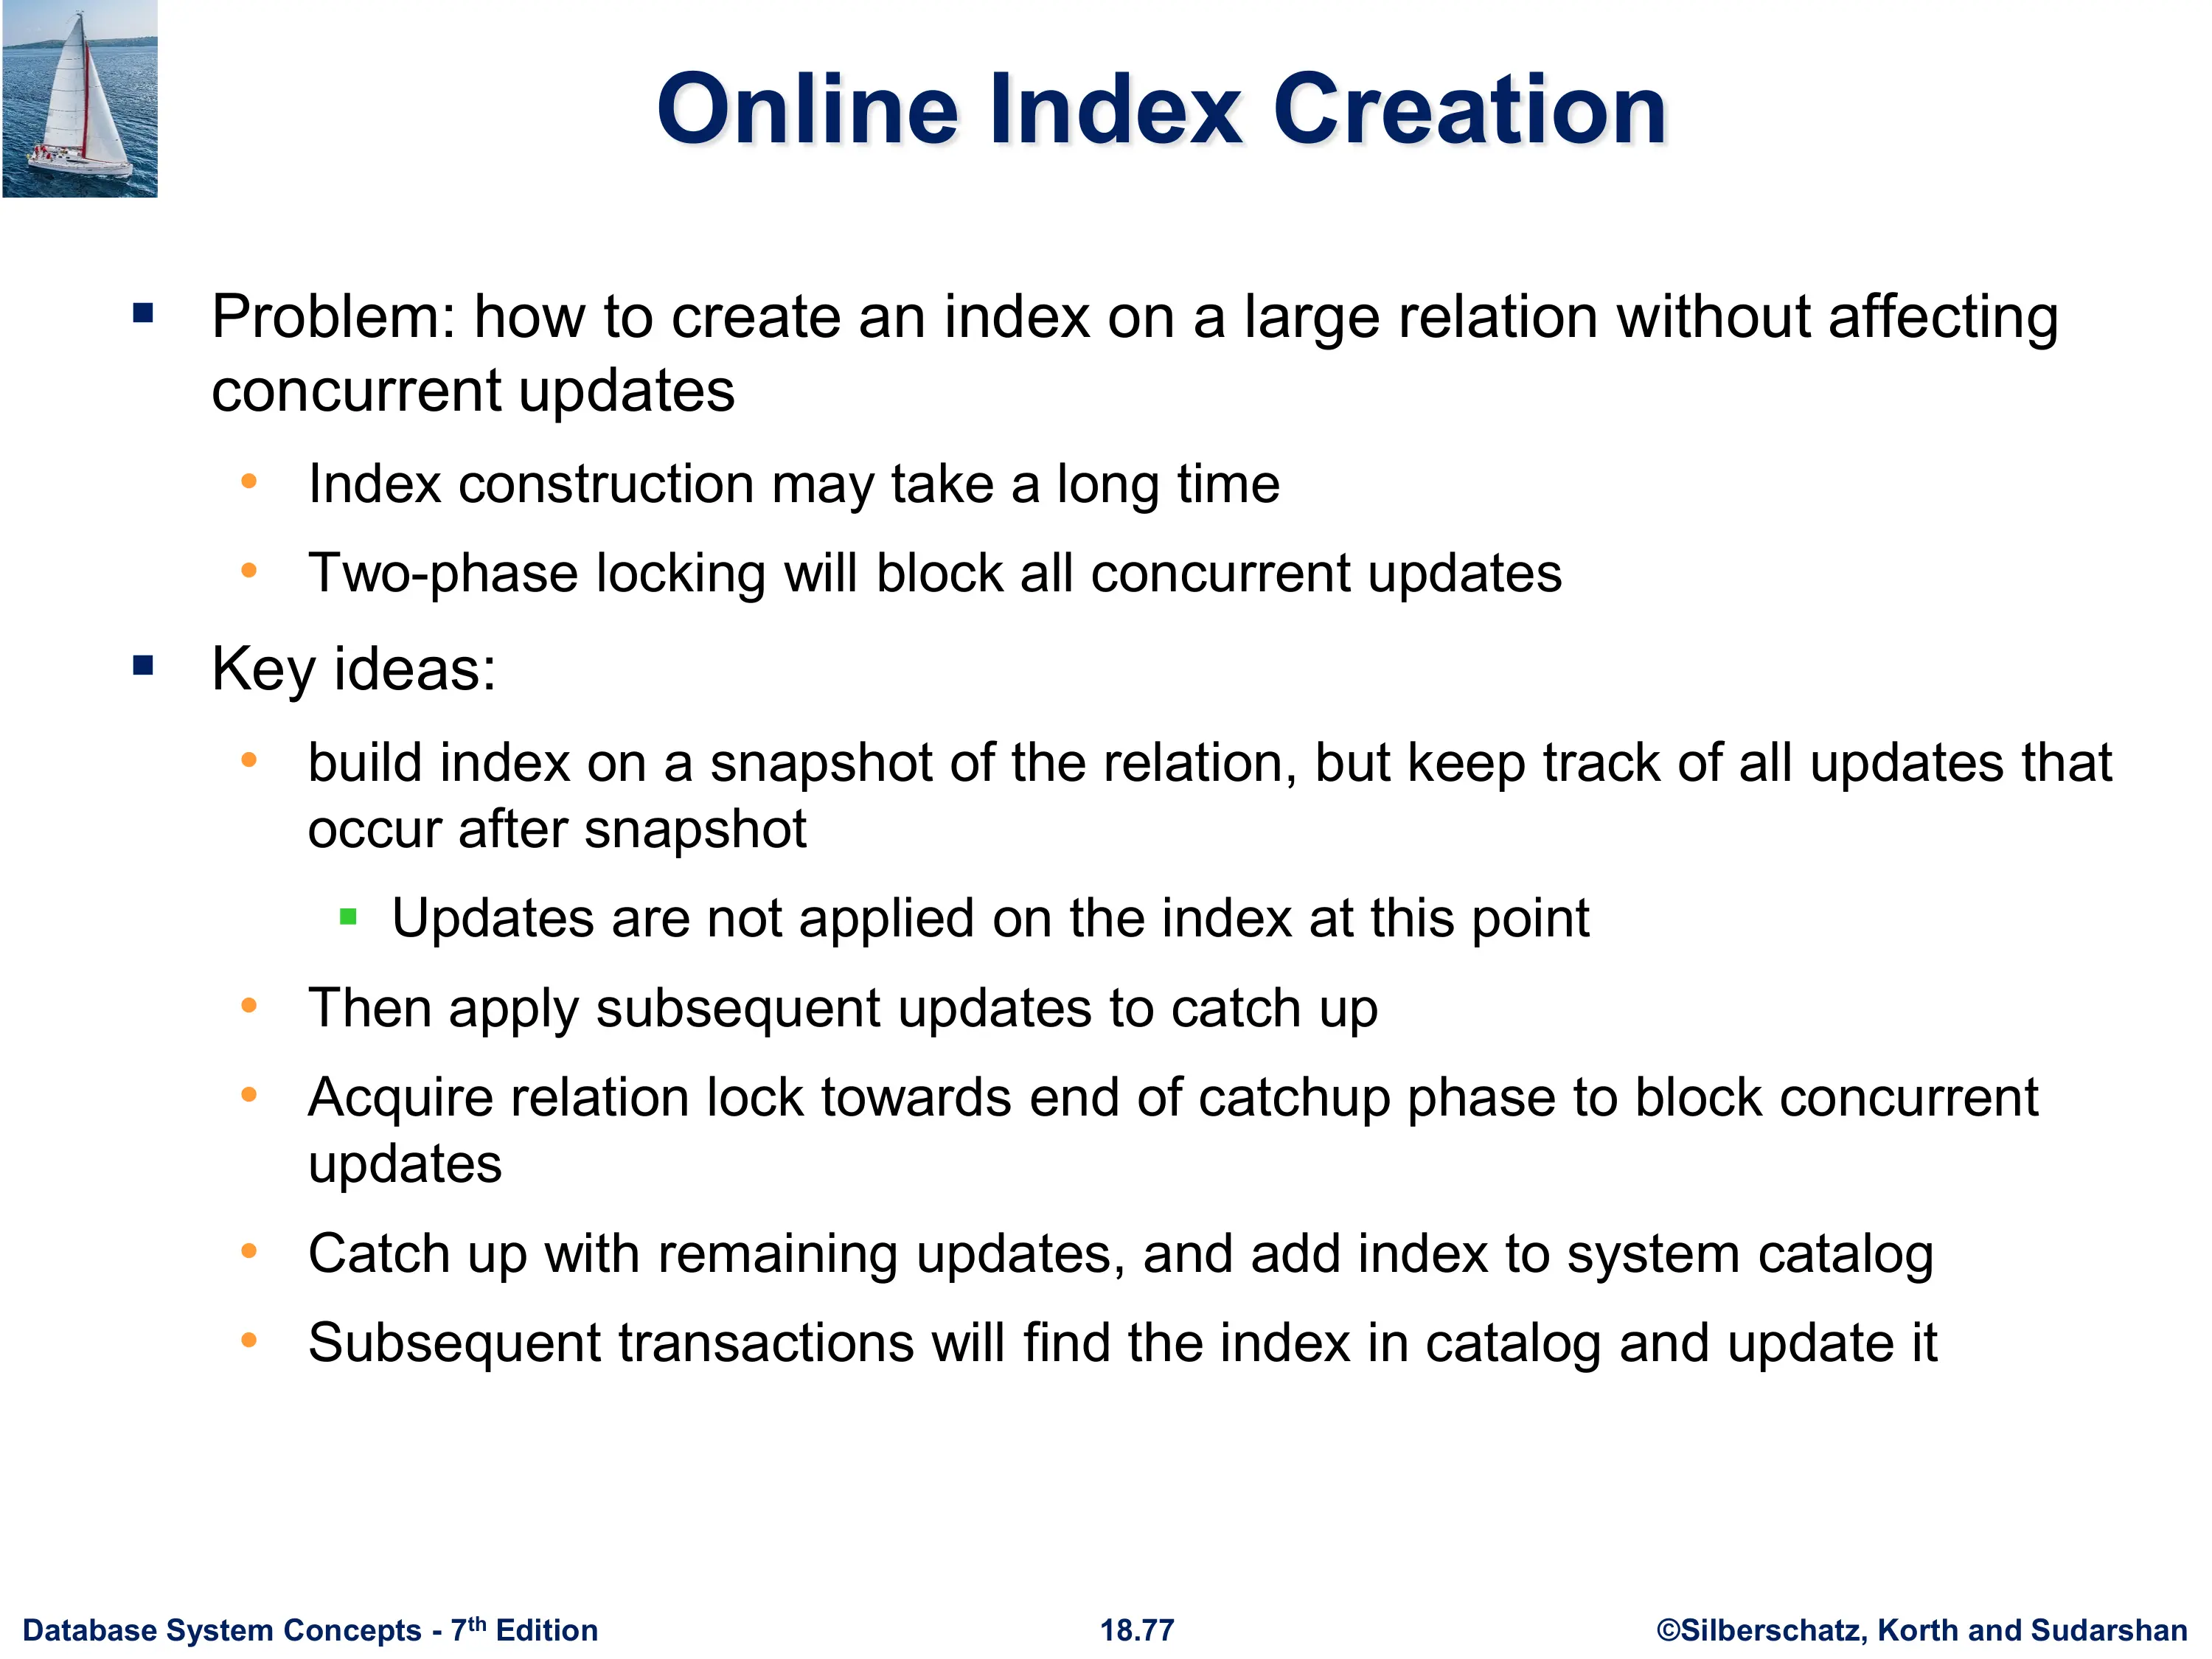 Online Index Creation
Problem: how to create an index on a large relation without affecting
concurrent updates
Index construction may take a long time
Two-phase locking will block all concurrent updates
Key ideas:
build index on a snapshot of the relation, but keep track of all updates that
occur after snapshot
Updates are not applied on the index at this point
Then apply subsequent updates to catch up
Acquire relation lock towards end of catchup phase to block concurrent
updates
Catch up with remaining updates, and add index to system catalog
Subsequent transactions will find the index in catalog and update it
Database System Concepts - 7th Edition
18.77
©Silberschatz, Korth and Sudarshan